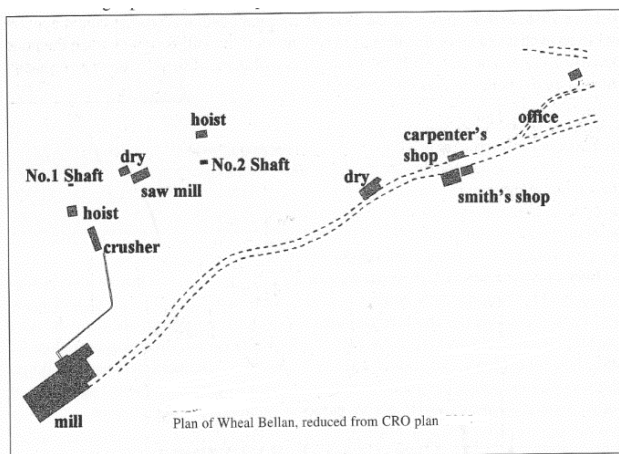 hoist
office
carpenter's
shop
dry
No.2 Shaft
No.1 Shaft
saw mill
dry
smith's shop
hoist
crusher
mill
Plan of Wheal Bellan, reduced from CRO plan